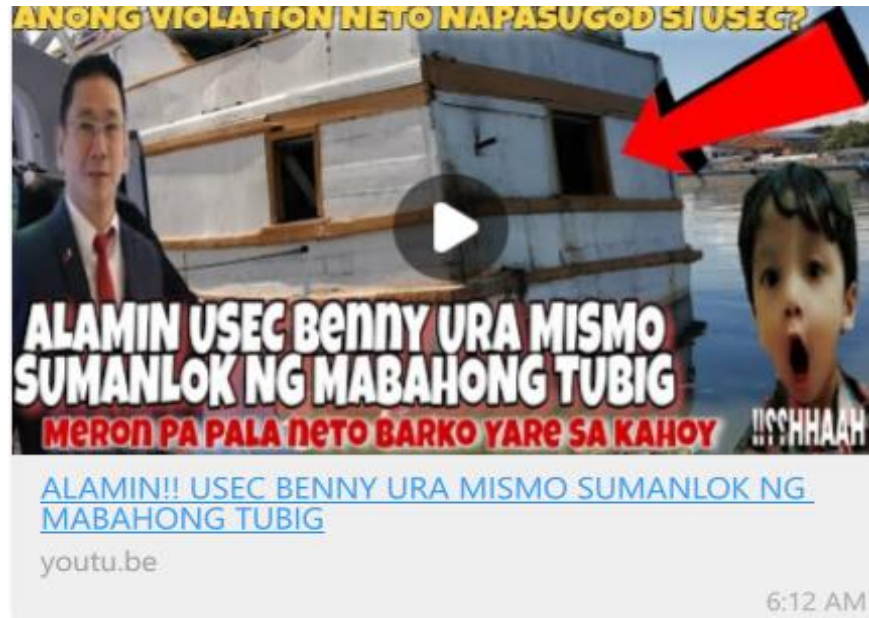 ANONG VIOLATION NETO NAPASUGOD SI USEC?
ALAMIN USEC Benny URA MISMO
SUMANLOK NG MABAHONG TUBIG
MERON PA PALA NETO BARKO YARE SA KAHOY
HAAHHSS!!
ALAMIN!! USEC BENNY URA MISMO SUMANLOK NG
MABAHONG TUBIG
youtu.be
6:12 AM